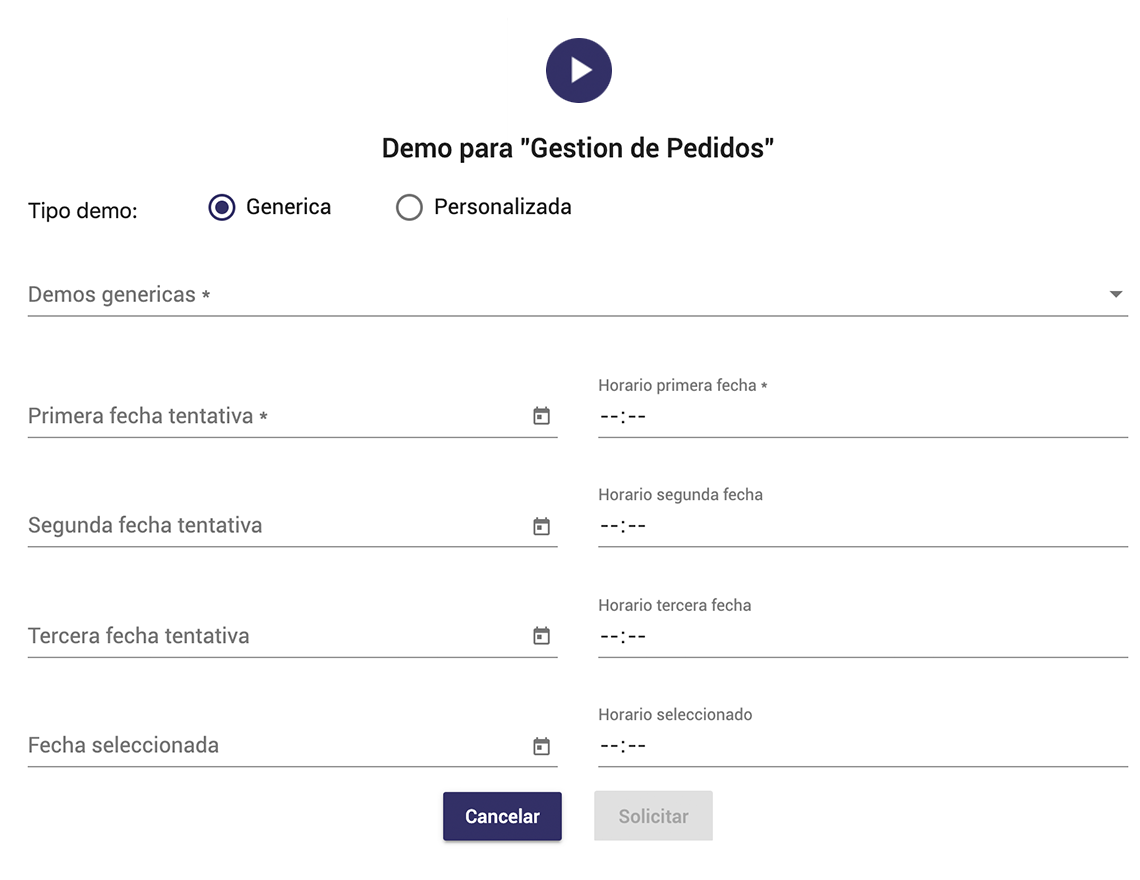 Demo para "Gestion de Pedidos"
Tipo demo: Generica Personalizada
Demos genericas *
Horario primera fecha *
Primera fecha tentativa * --:--
Horario segunda fecha
Segunda fecha tentativa --:--
Horario tercera fecha
Tercera fecha tentativa --:--
Horario seleccionado
Fecha seleccionada --:--
Cancelar Solicitar